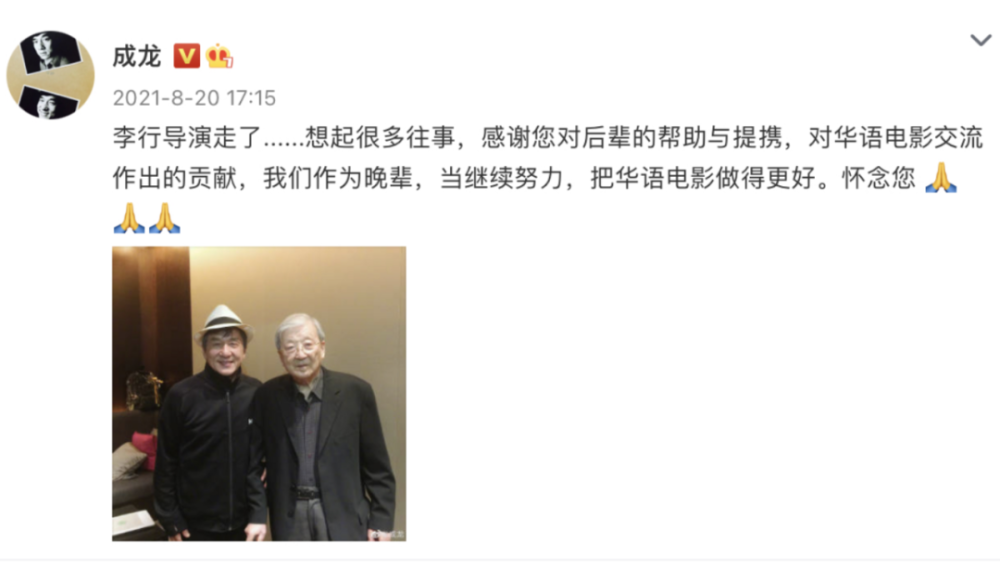 成龙
2021-8-20 17:15
李行导演走了......想起很多往事，感谢您对后辈的帮助与提携，对华语电影交流
作出的贡献，我们作为晚辈，当继续努力，把华语电影做得更好。怀念您